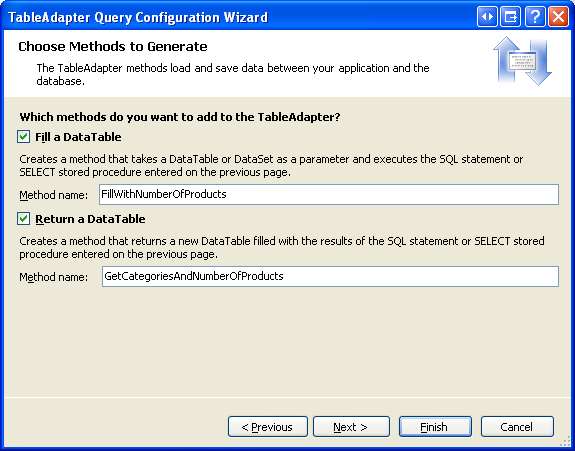 TableAdapter Query Configuration Wizard
Choose Methods to Generate
The TableAdapter methods load and save data between your application and the
database.
Which methods do you want to add to the TableAdapter?
Fill a DataTable
Creates a method that takes a DataTable or DataSet as a parameter and executes the SQL statement or
SELECT stored procedure entered on the previous page.
Method name: FillWithNumberOfProducts
Return a DataTable
Creates a method that returns a new DataTable filled with the results of the SQL statement or SELECT stored
procedure entered on the previous page.
Method name: GetCategoriesAndNumberOfProducts
< Previous Next > Finish Cancel